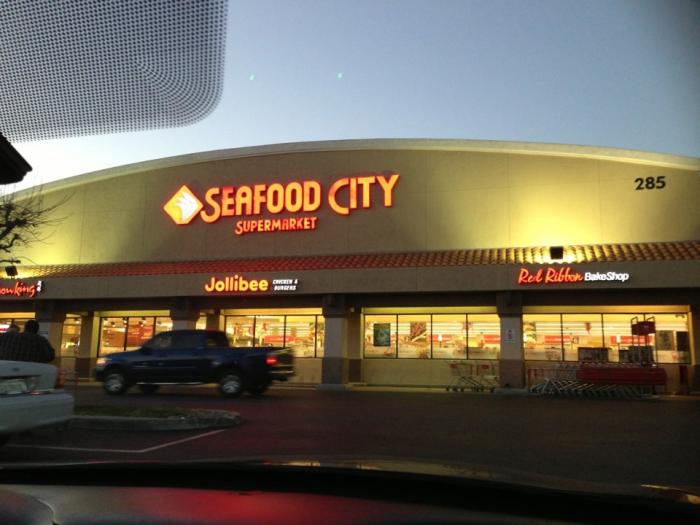 SEAFOOD CITY
SUPERMARKET
285
Jollibee CHICKEN & BURGERS
Red Ribbon BakeShop